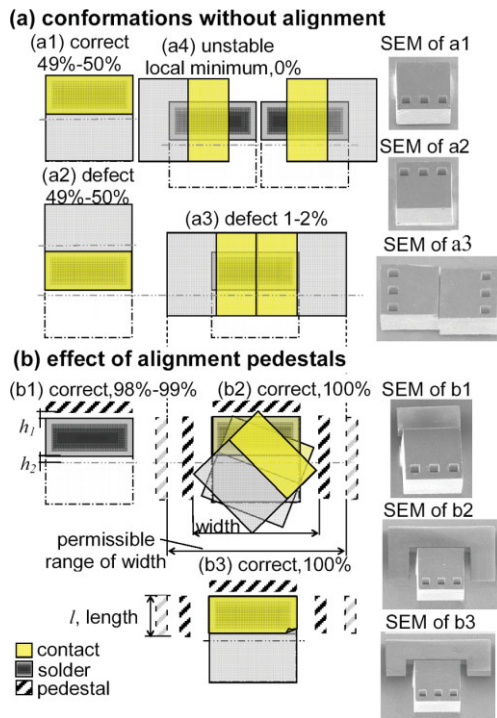 (a) conformations without alignment
(a1) correct
49%-50%
(a4) unstable
local minimum,0%
SEM of a1
SEM of a2
(a2) defect
49%-50%
(a3) defect 1-2%
SEM of a3
(b) effect of alignment pedestals
(b1) correct,98%-99%
(b2) correct,100%
SEM of b1
h1
h2
width
permissible
range of width
SEM of b2
(b3) correct,100%
l, length
SEM of b3
contact
solder
pedestal